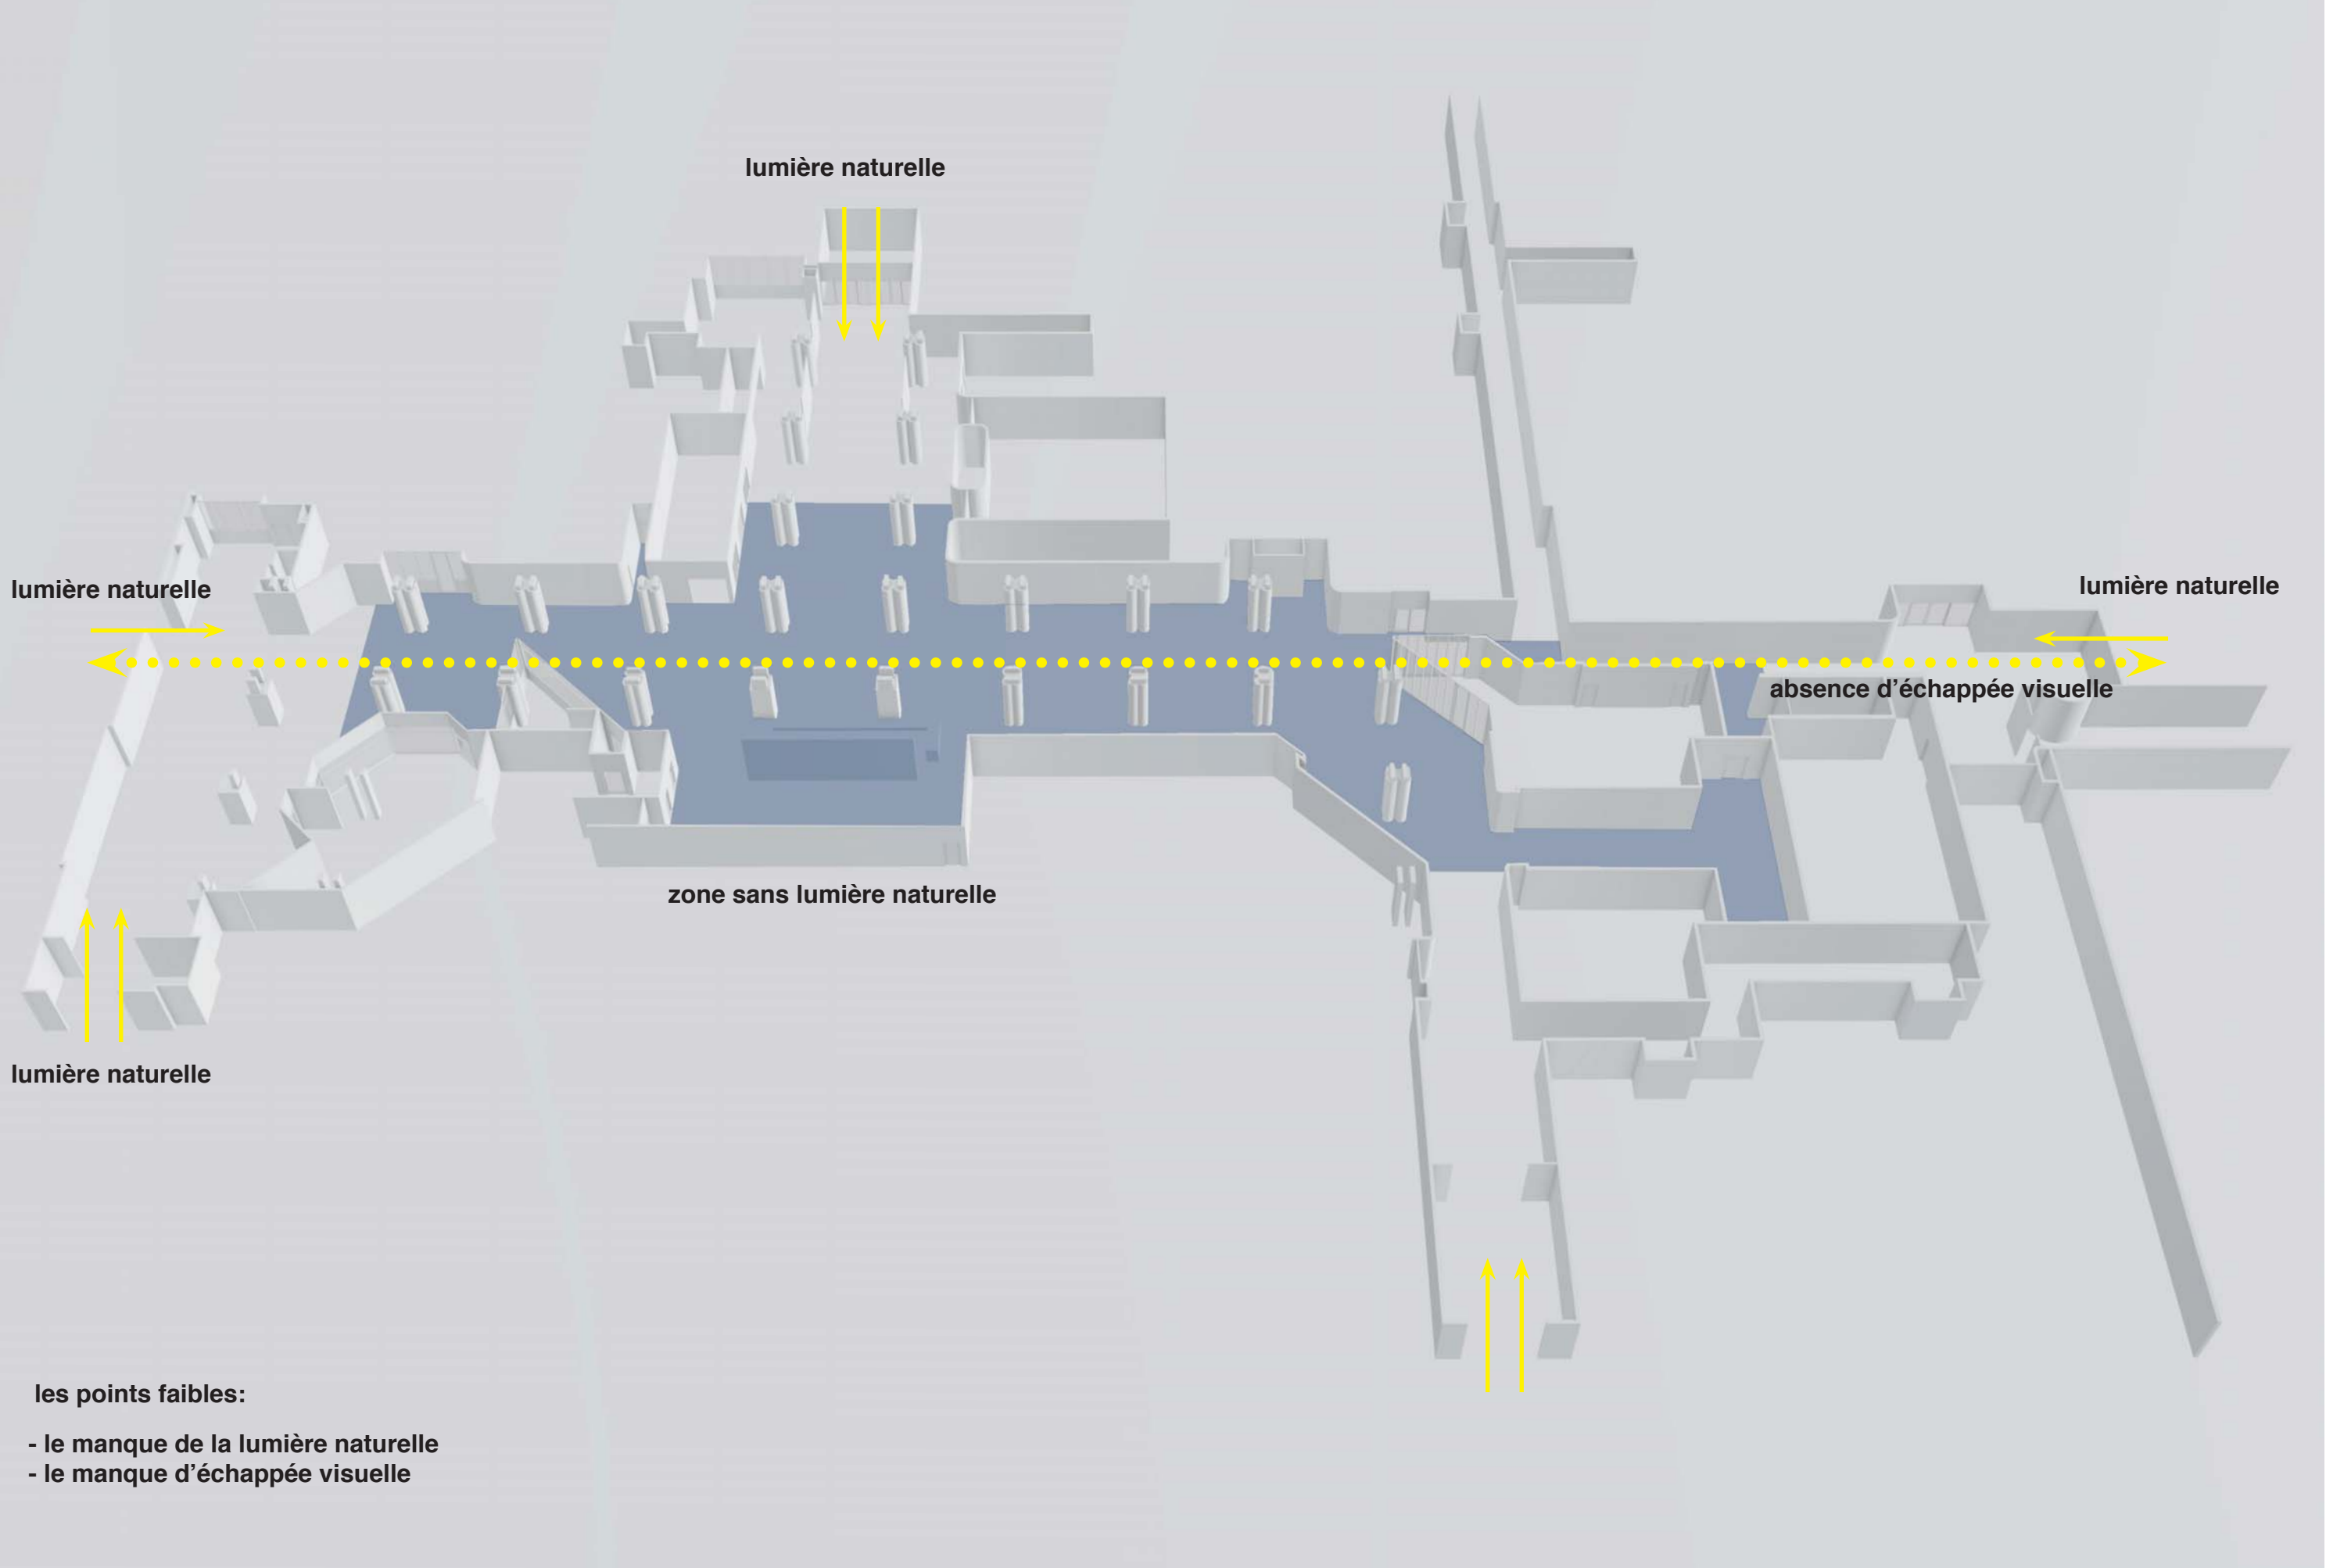 lumière naturelle
lumière naturelle
lumière naturelle
absence d’échappée visuelle
zone sans lumière naturelle
lumière naturelle
les points faibles:
- le manque de la lumière naturelle
- le manque d’échappée visuelle